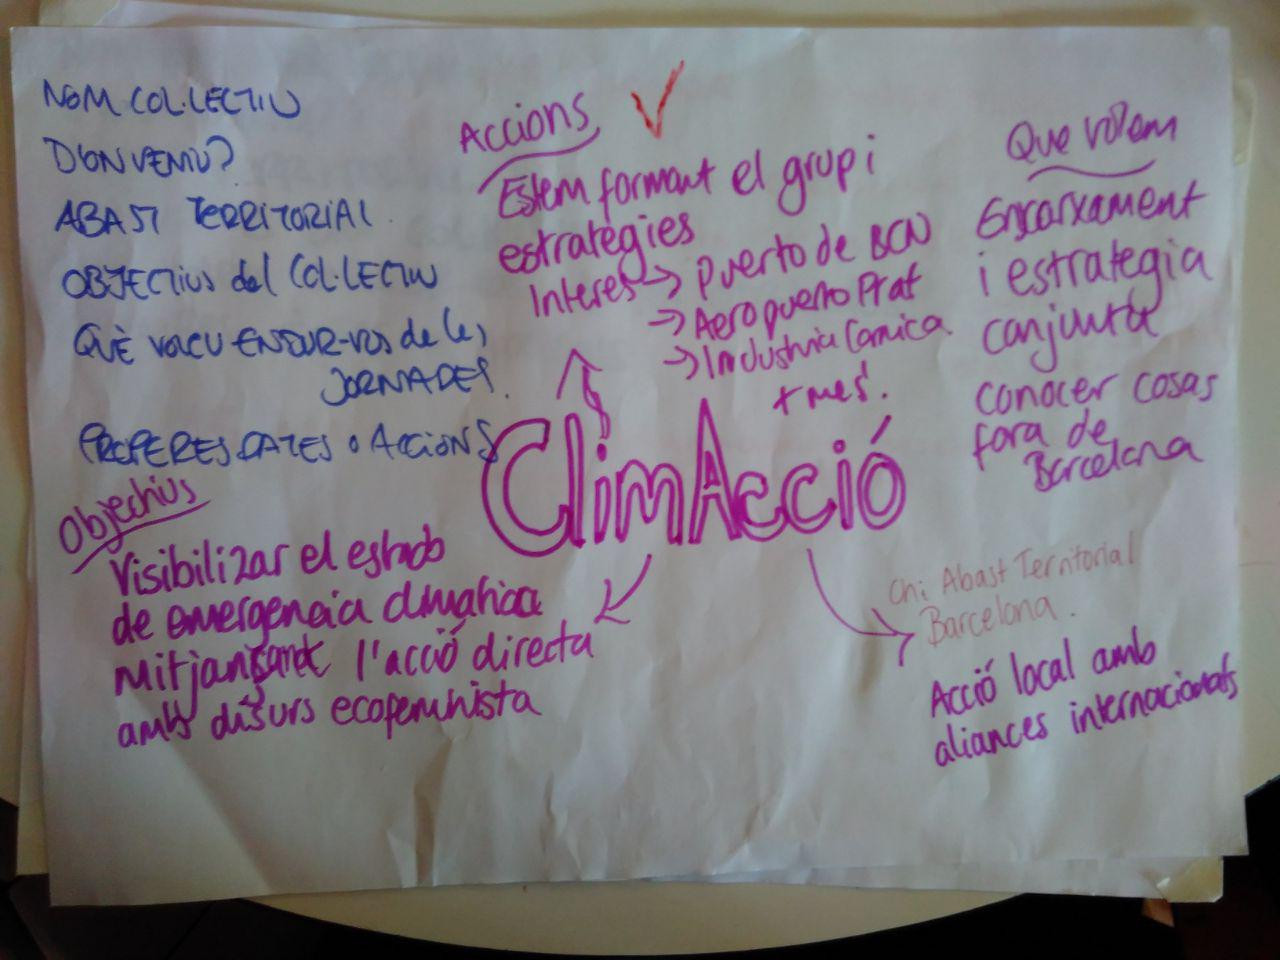 NOM COL·LECTIU
D'ON VENIU?
ABAST TERRITORIAL
OBJECTIUS del COL·LECTIU
QUÈ VOLEU ENDUR-VOS de les
JORNADES.
PROPERES DATES o ACCIONS
Accions
Estem formant el grup i
estratègies
Interes → puerto de BCN
→ Aeropuerto Prat
→ Industria Carnica
+ mes.
Que volem
Enxarxament
i estrategia
conjunta
conocer cosas
fora de
Barcelona
ClimAcció
Objectius
Visibilizar el estado
de emergencia climatica
Mitjançant l'acció directa
amb discurs ecofeminista
Abast Territorial
Barcelona.
Acció local amb
aliances internacionals